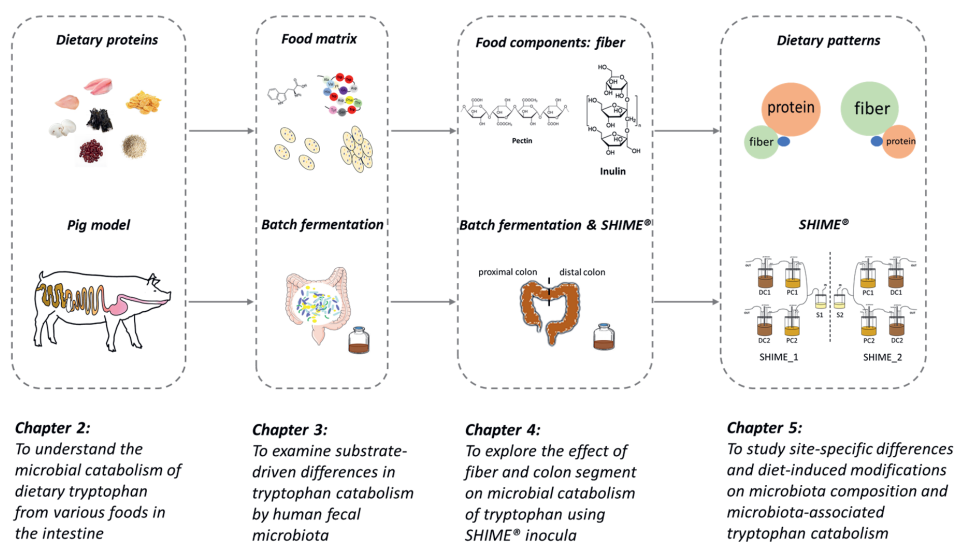 Dietary proteins
Food matrix
Food components: fiber
Dietary patterns
Pectin
Inulin
protein
fiber
fiber
protein
Pig model
Batch fermentation
Batch fermentation & SHIME®
SHIME®
proximal colon
distal colon
DC1
PC1
PC1
DC1
S1
S2
DC2
PC2
PC2
DC2
SHIME_1
SHIME_2
Chapter 2:
To understand the
microbial catabolism of
dietary tryptophan
from various foods in
the intestine
Chapter 3:
To examine substrate-
driven differences in
tryptophan catabolism
by human fecal
microbiota
Chapter 4:
To explore the effect of
fiber and colon segment
on microbial catabolism
of tryptophan using
SHIME® inocula
Chapter 5:
To study site-specific differences
and diet-induced modifications
on microbiota composition and
microbiota-associated
tryptophan catabolism